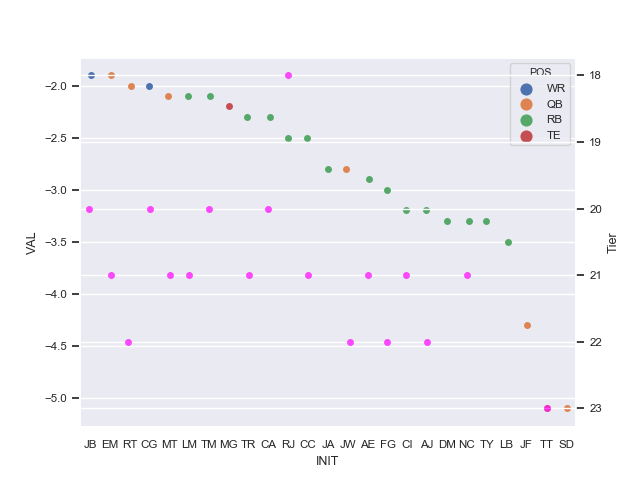 POS
WR
QB
RB
TE
−2.0
−2.5
−3.0
−3.5
−4.0
−4.5
−5.0
VAL
18
19
20
21
22
23
Tier
JB EM RT CG MT LM TM MG TR CA RJ CC JA JW AE FG CI AJ DM NC TY LB JF TT SD
INIT